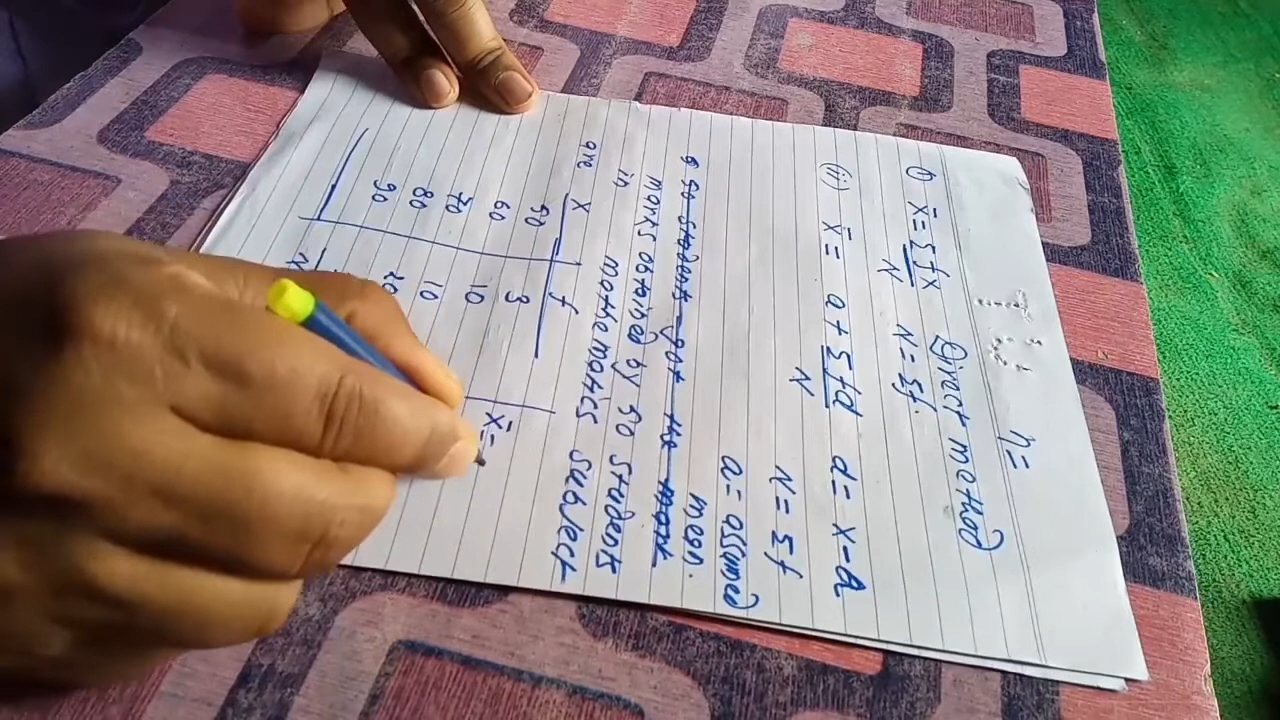 η =
Direct method
i) x̄ = Σfx / N N = Σf.
(ii) x̄ = a + Σfd / N d = x - a
N = Σf
a = assumed
mean.
50 students got the mark
marks obtained by 50 students
in mathematics subject
are
x f
50 3
60 10
70 10
80
90
x̄ =